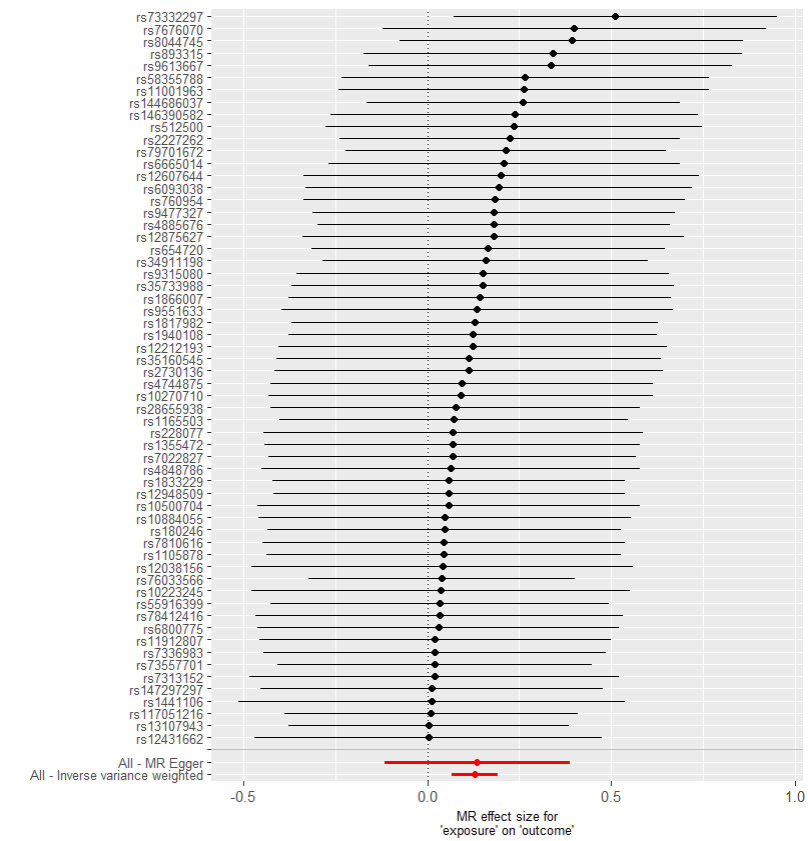 rs73332297
rs7676070
rs8044745
rs893315
rs9613667
rs58355788
rs11001963
rs144686037
rs146390582
rs512500
rs2227262
rs79701672
rs6665014
rs12607644
rs6093038
rs760954
rs9477327
rs4885676
rs12875627
rs654720
rs34911198
rs9315080
rs35733988
rs1866007
rs9551633
rs1817982
rs1940108
rs12212193
rs35160545
rs2730136
rs4744875
rs10270710
rs28655938
rs1165503
rs228077
rs1355472
rs7022827
rs4848786
rs1833229
rs12948509
rs10500704
rs10884055
rs180246
rs7810616
rs1105878
rs12038156
rs76033566
rs10223245
rs55916399
rs78412416
rs6800775
rs11912807
rs7336983
rs73557701
rs7313152
rs147297297
rs1441106
rs117051216
rs13107943
rs12431662
All - MR Egger
All - Inverse variance weighted
-0.5 0.0 0.5 1.0
MR effect size for
'exposure' on 'outcome'